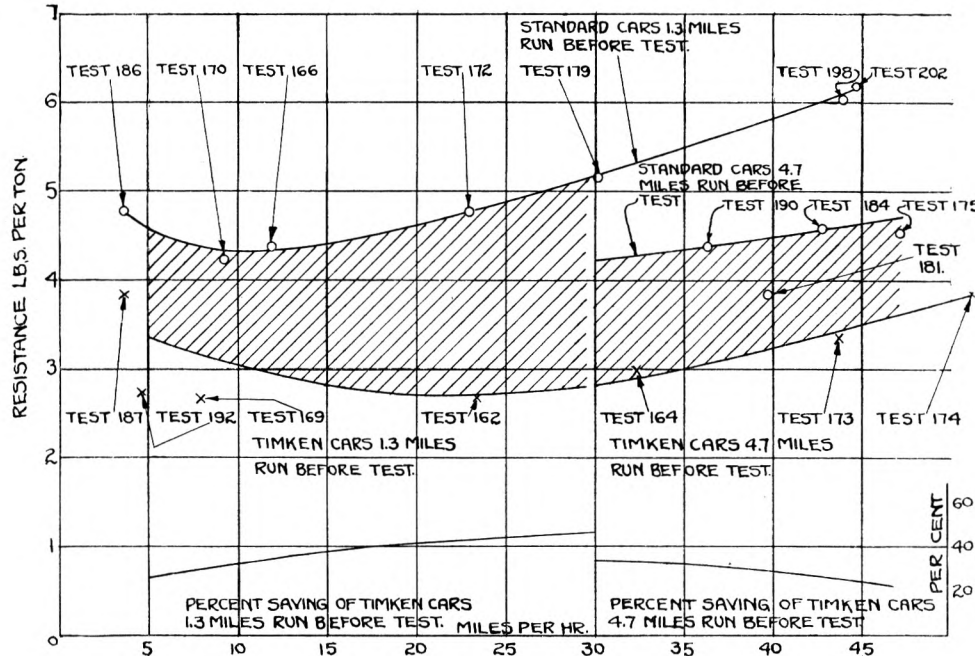 7
STANDARD CARS 1.3 MILES
RUN BEFORE TEST.
TEST 186
TEST 170
TEST 166
TEST 172
TEST 179
TEST 198
TEST 202
6
RESISTANCE LBS. PER TON.
5
STANDARD CARS 4.7
MILES RUN BEFORE
TEST
TEST 190
TEST 184
TEST 175
4
TEST
181.
3
TEST 187
TEST 192
TEST 169
TEST 162
TEST 164
TEST 173
TEST 174
TIMKEN CARS 1.3 MILES
RUN BEFORE TEST.
TIMKEN CARS 4.7 MILES
RUN BEFORE TEST.
2
60
PER CENT
1
40
20
PERCENT SAVING OF TIMKEN CARS
1.3 MILES RUN BEFORE TEST.
MILES PER HR.
PERCENT SAVING OF TIMKEN CARS
4.7 MILES RUN BEFORE TEST
0
5 10 15 20 25 30 35 40 45